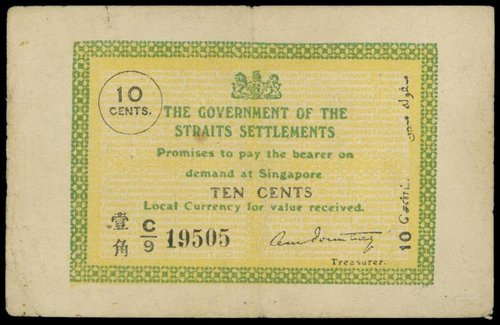 10
CENTS.
THE GOVERNMENT OF THE
STRAITS SETTLEMENTS
Promises to pay the bearer on
demand at Singapore
TEN CENTS
Local Currency for value received.
壹角
C/9 19505
Treasurer.
10